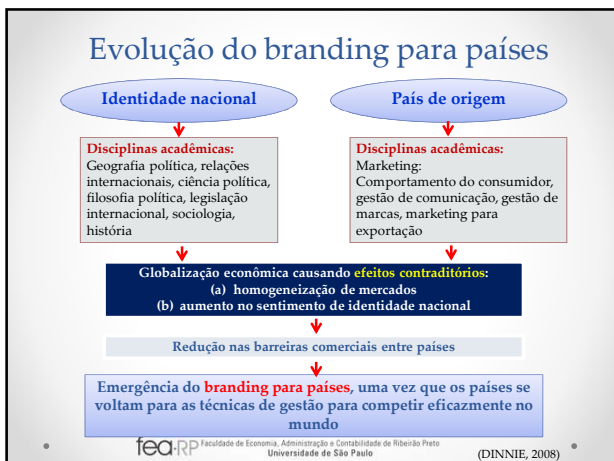 Evolução do branding para países
Identidade nacional
Disciplinas acadêmicas:
Geografia política, relações
internacionais, ciência política,
filosofia política, legislação
internacional, sociologia,
história
País de origem
Disciplinas acadêmicas:
Marketing:
Comportamento do consumidor,
gestão de comunicação, gestão de
marcas, marketing para
exportação
Globalização econômica causando efeitos contraditórios:
(a) homogeneização de mercados
(b) aumento no sentimento de identidade nacional
Redução nas barreiras comerciais entre países
Emergência do branding para países, uma vez que os países se
voltam para as técnicas de gestão para competir eficazmente no
mundo
fea-RP Faculdade de Economia, Administração e Contabilidade de Ribeirão Preto
Universidade de São Paulo
(DINNIE, 2008)